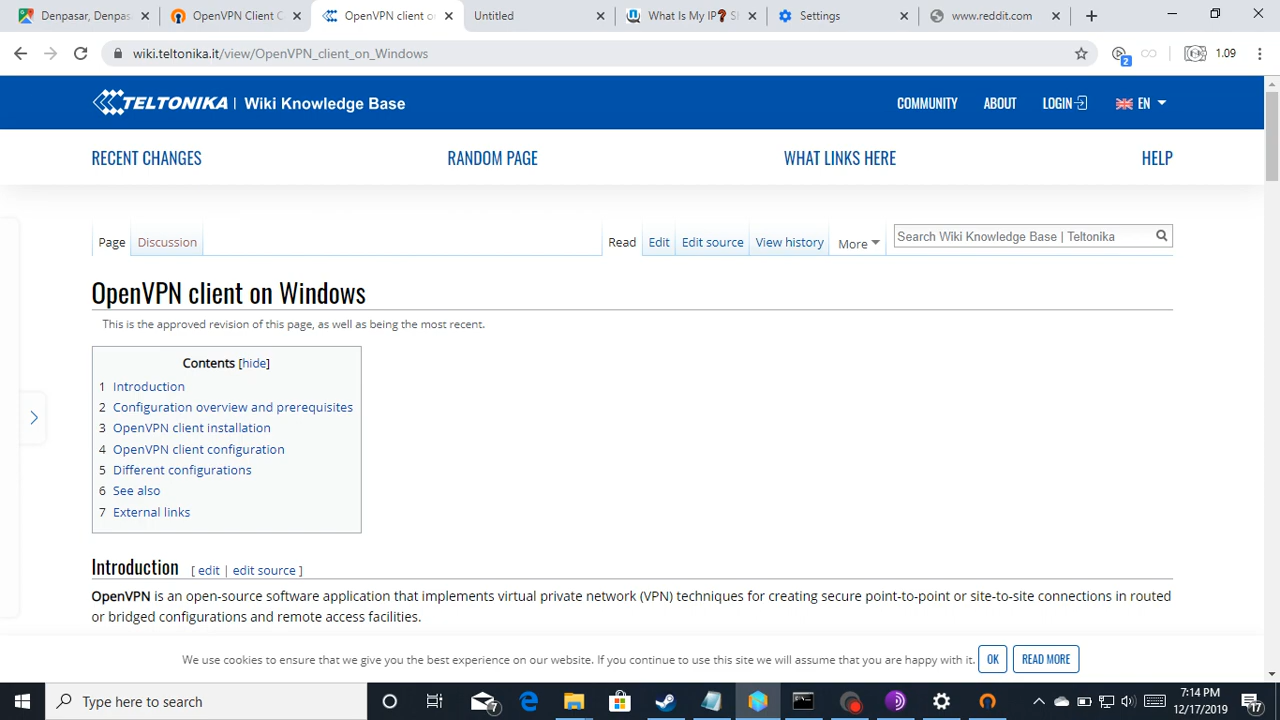 Denpasar, Denpas
OpenVPN Client C
OpenVPN client o
Untitled
What Is My IP❓ S
Settings
www.reddit.com
wiki.teltonika.it/view/OpenVPN_client_on_Windows
2
1.09
TELTONIKA | Wiki Knowledge Base
COMMUNITY
ABOUT
LOGIN
EN
RECENT CHANGES
RANDOM PAGE
WHAT LINKS HERE
HELP
Page
Discussion
Read
Edit
Edit source
View history
More
Search Wiki Knowledge Base | Teltonika
OpenVPN client on Windows
This is the approved revision of this page, as well as being the most recent.
Contents [hide]
1 Introduction
2 Configuration overview and prerequisites
3 OpenVPN client installation
4 OpenVPN client configuration
5 Different configurations
6 See also
7 External links
Introduction [ edit | edit source ]
OpenVPN is an open-source software application that implements virtual private network (VPN) techniques for creating secure point-to-point or site-to-site connections in routed
or bridged configurations and remote access facilities.
We use cookies to ensure that we give you the best experience on our website. If you continue to use this site we will assume that you are happy with it.
OK
READ MORE
Type here to search
7
7:14 PM
12/17/2019
17